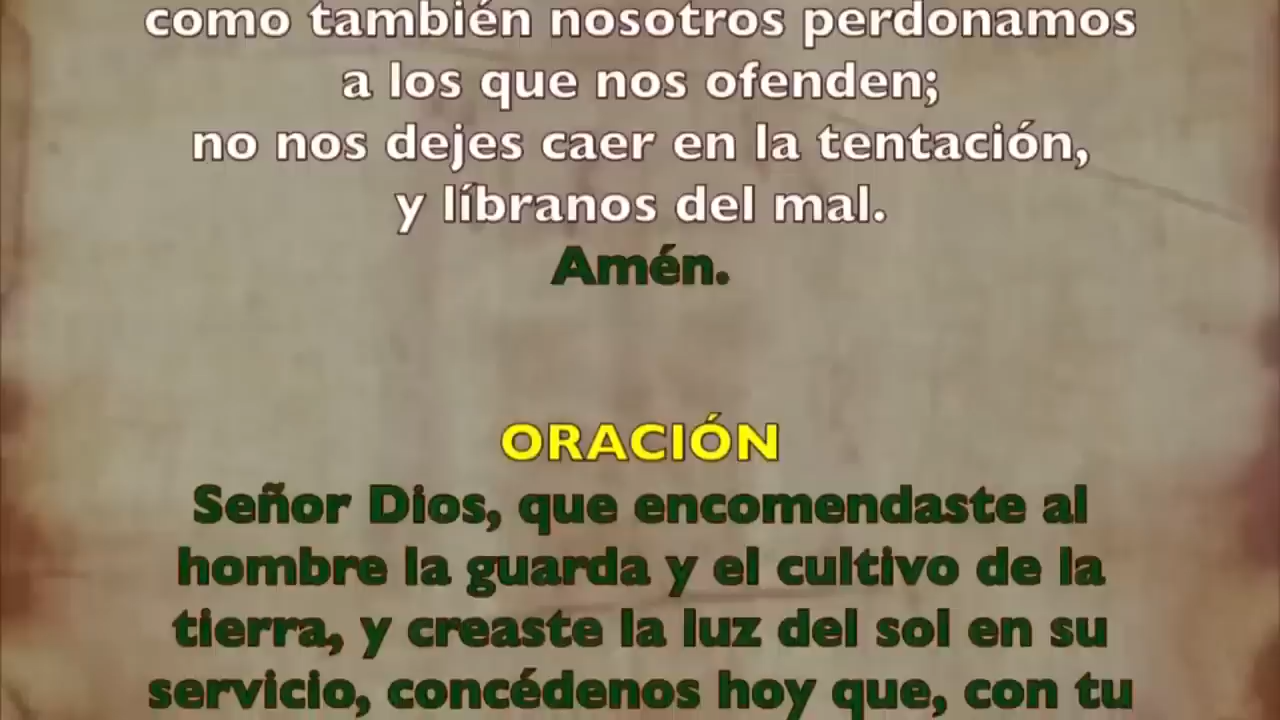 como también nosotros perdonamos
a los que nos ofenden;
no nos dejes caer en la tentación,
y líbranos del mal.
Amén.
ORACIÓN
Señor Dios, que encomendaste al
hombre la guarda y el cultivo de la
tierra, y creaste la luz del sol en su
servicio, concédenos hoy que, con tu